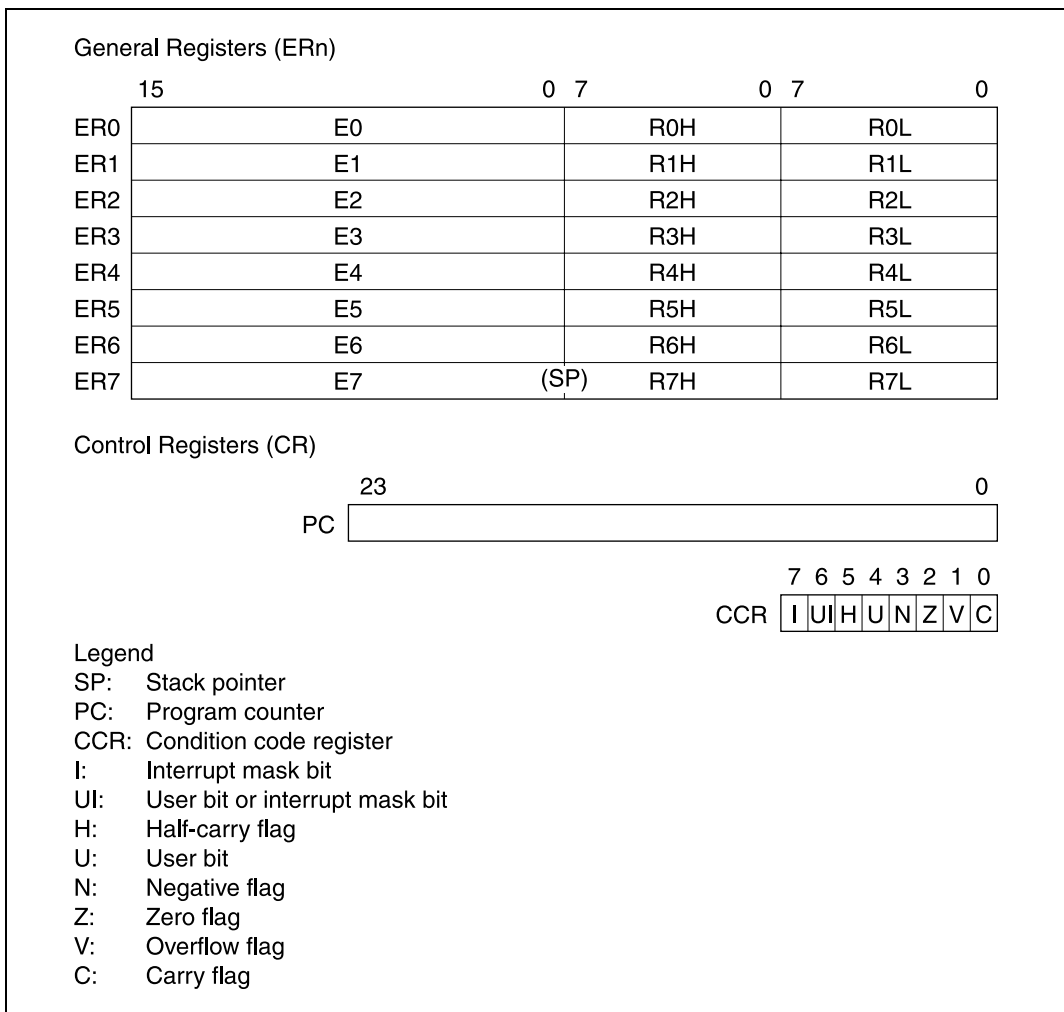 General Registers (ERn)
15 0 7 0 7 0
ER0 E0 R0H R0L
ER1 E1 R1H R1L
ER2 E2 R2H R2L
ER3 E3 R3H R3L
ER4 E4 R4H R4L
ER5 E5 R5H R5L
ER6 E6 R6H R6L
ER7 E7 (SP) R7H R7L
Control Registers (CR)
23 0
PC
7 6 5 4 3 2 1 0
CCR I UI H U N Z V C
Legend
SP: Stack pointer
PC: Program counter
CCR: Condition code register
I: Interrupt mask bit
UI: User bit or interrupt mask bit
H: Half-carry flag
U: User bit
N: Negative flag
Z: Zero flag
V: Overflow flag
C: Carry flag